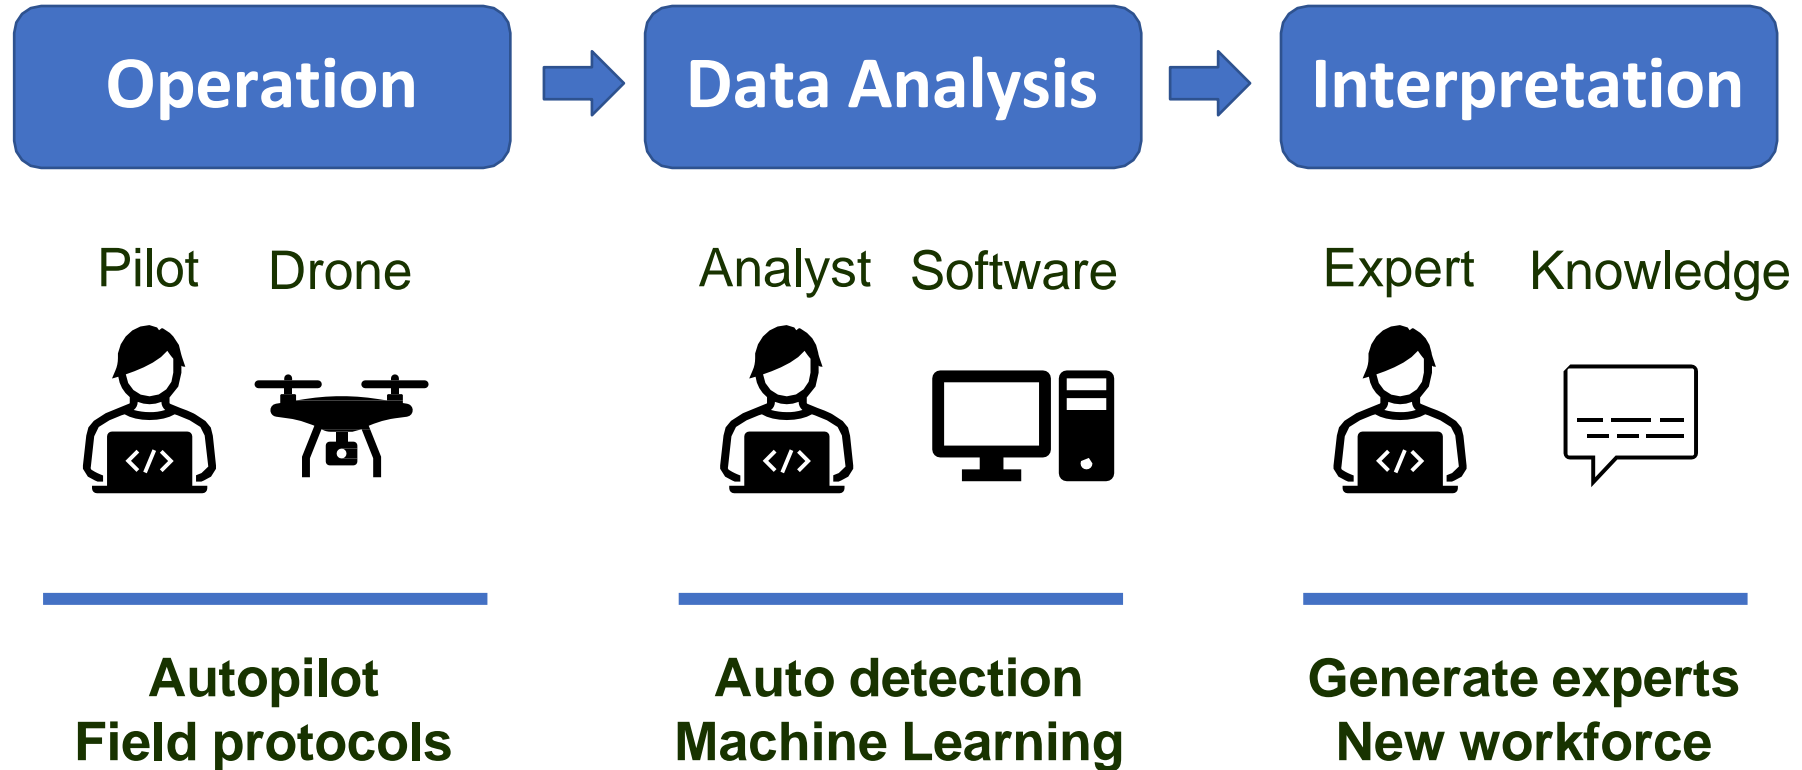 Operation
Data Analysis
Interpretation
Pilot Drone
Analyst Software
Expert Knowledge
</>
</>
</>
Autopilot
Field protocols
Auto detection
Machine Learning
Generate experts
New workforce